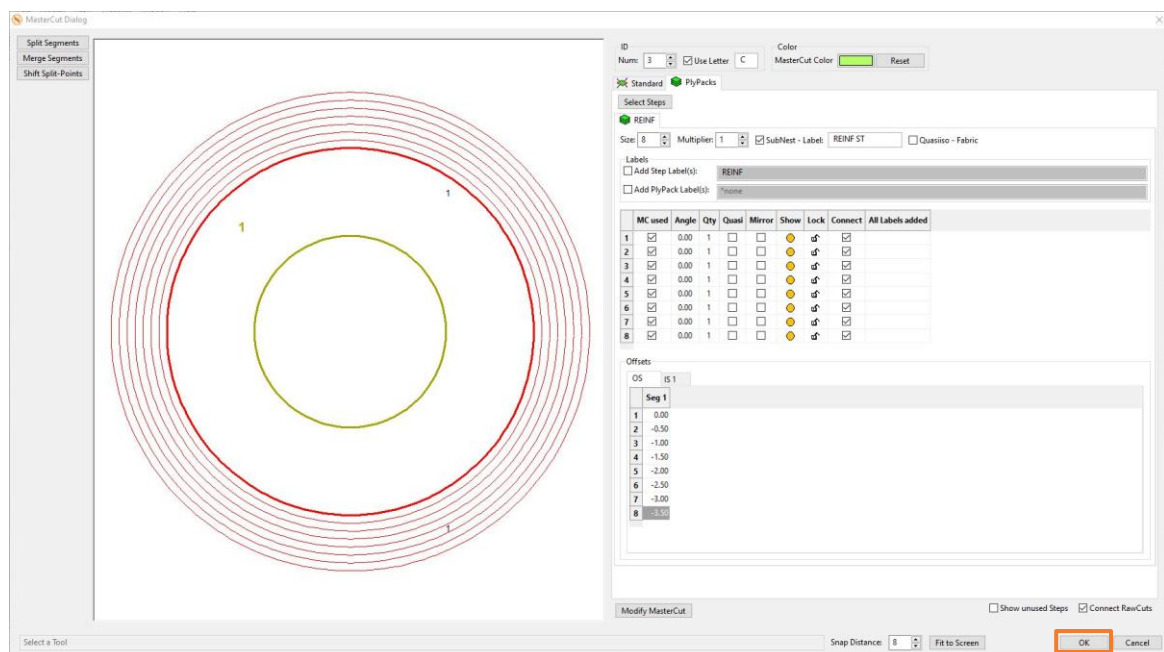 MasterCut Dialog
Split Segments
Merge Segments
Shift Split-Points
1
1
1
ID
Num: 3 Use Letter C
Color
MasterCut Color Reset
Standard PlyPacks
Select Steps
REINF
Size: 8 Multiplier: 1 SubNest - Label: REINF ST Quasiiso - Fabric
Labels
Add Step Label(s): REINF
Add PlyPack Label(s): *none
MC used Angle Qty Quasi Mirror Show Lock Connect All Labels added
1 0.00 1
2 0.00 1
3 0.00 1
4 0.00 1
5 0.00 1
6 0.00 1
7 0.00 1
8 0.00 1
Offsets
OS IS 1
Seg 1
1 0.00
2 -0.50
3 -1.00
4 -1.50
5 -2.00
6 -2.50
7 -3.00
8 -3.50
Modify MasterCut
Show unused Steps Connect RawCuts
Select a Tool
Snap Distance: 8 Fit to Screen OK Cancel